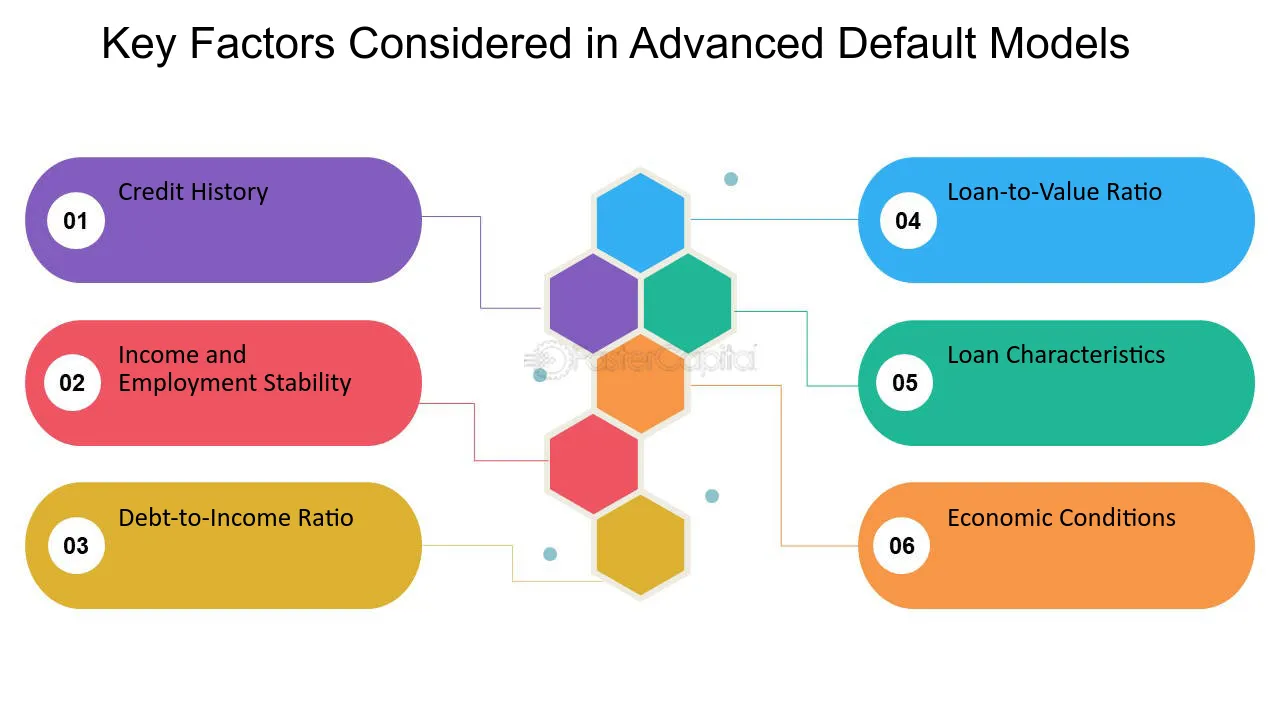 Key Factors Considered in Advanced Default Models
01
Credit History
02
Income and
Employment Stability
03
Debt-to-Income Ratio
04
Loan-to-Value Ratio
05
Loan Characteristics
06
Economic Conditions
FasterCapital